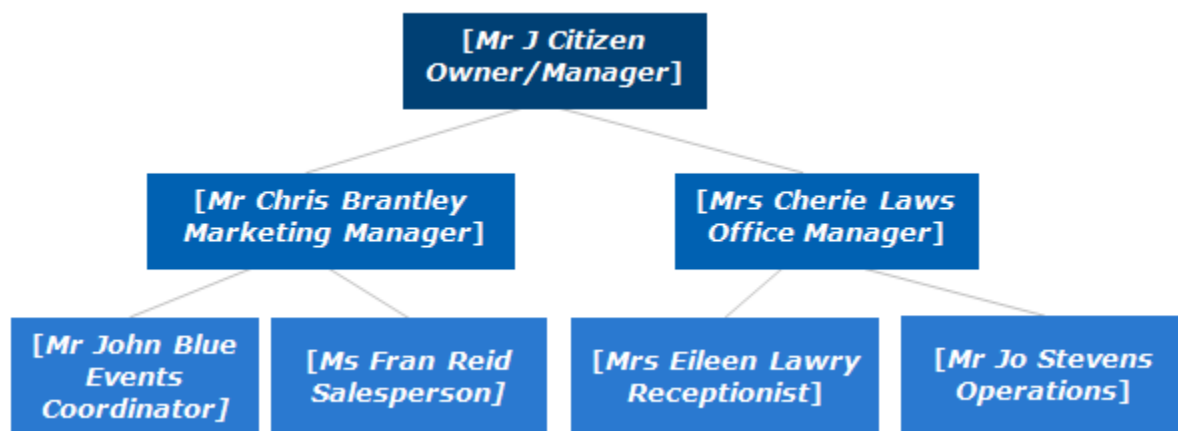 [Mr J Citizen
Owner/Manager]
[Mr Chris Brantley
Marketing Manager]
[Mrs Cherie Laws
Office Manager]
[Mr John Blue
Events
Coordinator]
[Ms Fran Reid
Salesperson]
[Mrs Eileen Lawry
Receptionist]
[Mr Jo Stevens
Operations]